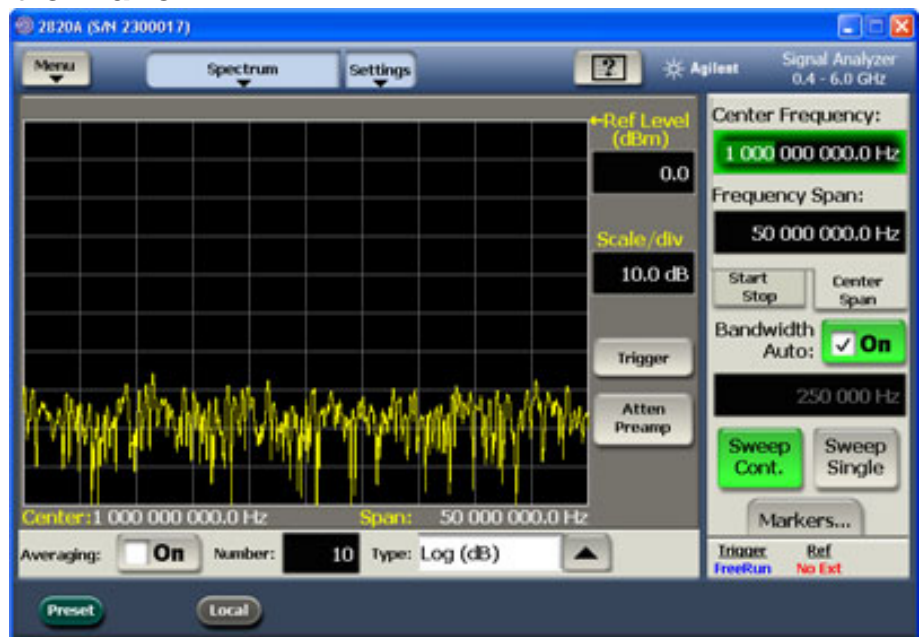 2820A (S/N 2300017)
Menu
Spectrum
Settings
?
Agilent
Signal Analyzer
0.4 - 6.0 GHz
Ref Level
(dBm)
0.0
Scale/div
10.0 dB
Trigger
Atten
Preamp
Center:1 000 000 000.0 Hz
Span: 50 000 000.0 Hz
Averaging:
On
Number:
10
Type:
Log (dB)
Center Frequency:
1 000 000 000.0 Hz
Frequency Span:
50 000 000.0 Hz
Start
Stop
Center
Span
Bandwidth
Auto:
On
250 000 Hz
Sweep
Cont.
Sweep
Single
Markers...
Trigger
FreeRun
Ref
No Ext
Preset
Local